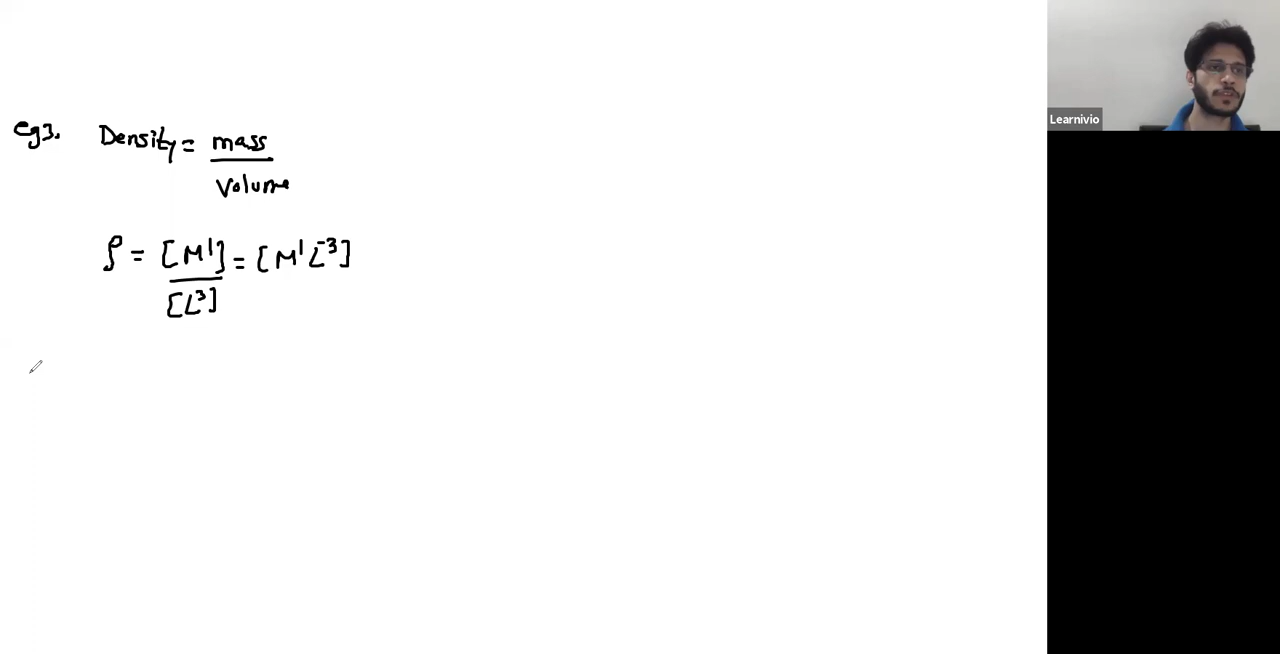 eg3. Density = mass
volume
ρ = [M¹] = [M¹L⁻³]
[L³]
Learnivio